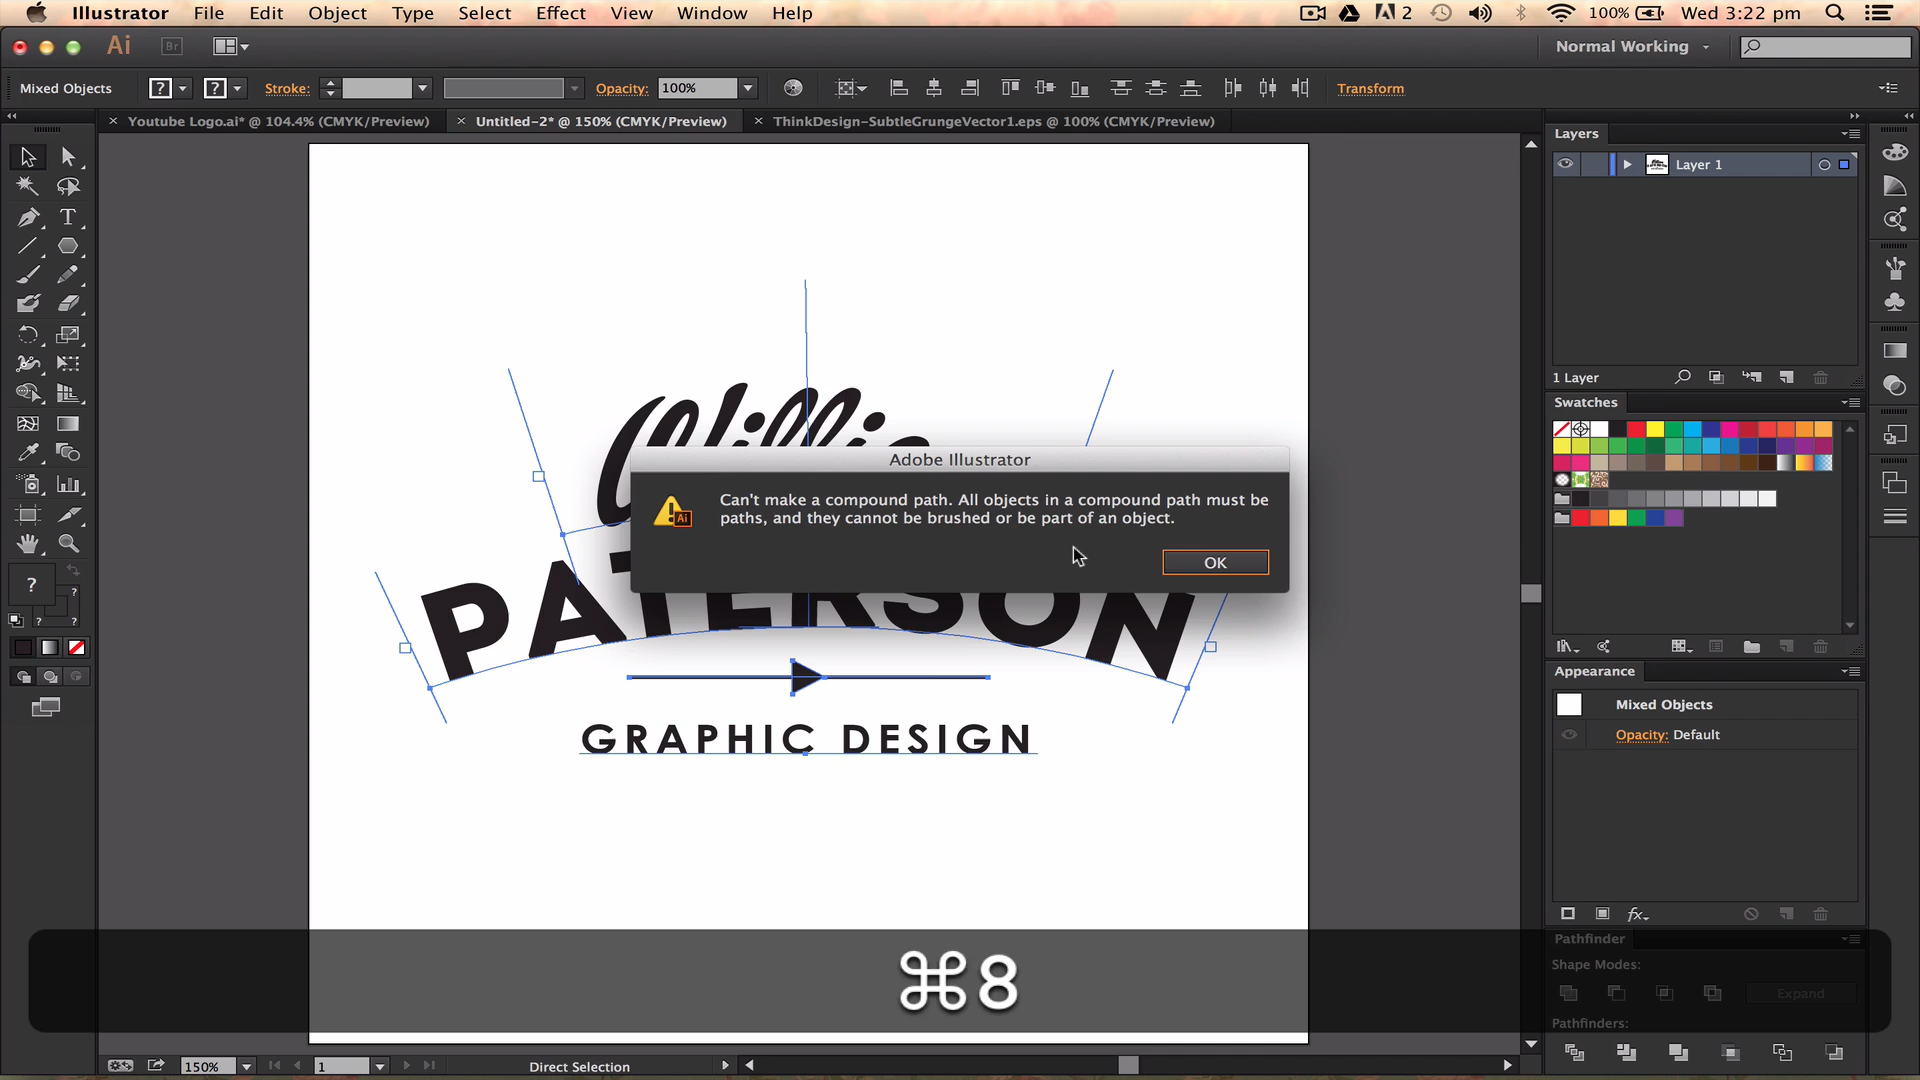 Illustrator File Edit Object Type Select Effect View Window Help 2 100% Wed 3:22 pm
Ai Br Normal Working
Mixed Objects ? ? Stroke: Opacity: 100% Transform
Youtube Logo.ai* @ 104.4% (CMYK/Preview) Untitled-2* @ 150% (CMYK/Preview) ThinkDesign-SubtleGrungeVector1.eps @ 100% (CMYK/Preview)
Layers
Layer 1
1 Layer
Swatches
Adobe Illustrator
Can't make a compound path. All objects in a compound path must be
paths, and they cannot be brushed or be part of an object.
Ai
OK
PATERSON
GRAPHIC DESIGN
?
?
? ?
Appearance
Mixed Objects
Opacity: Default
⌘8
Pathfinder
Shape Modes:
Expand
Pathfinders:
150% 1 Direct Selection